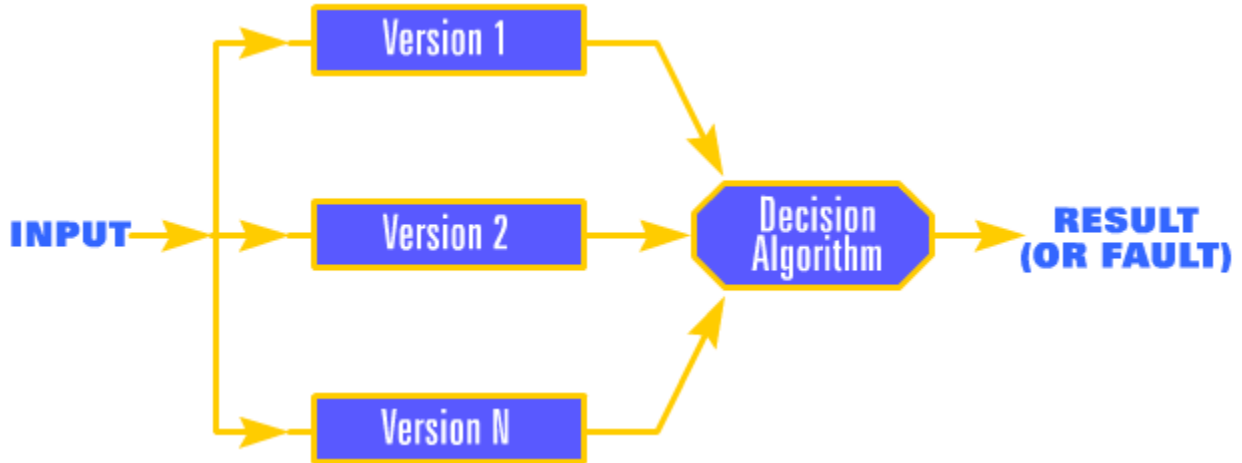 Version 1
INPUT
Version 2
Decision
Algorithm
RESULT
(OR FAULT)
Version N